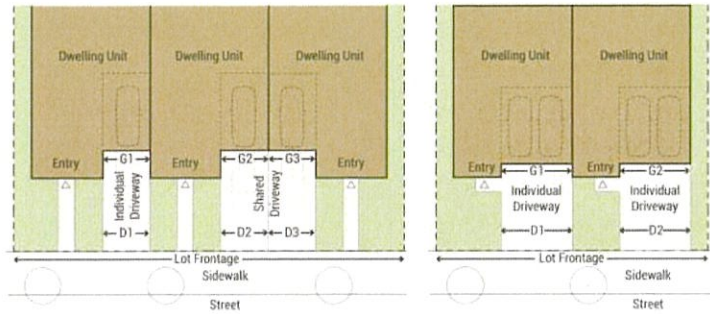 Dwelling Unit Dwelling Unit Dwelling Unit
Entry G1 Entry G2 G3 Entry
Individual
Driveway
Shared
Driveway
D1 D2 D3
Lot Frontage
Sidewalk
Street
Dwelling Unit Dwelling Unit
Entry G1 Entry G2
Individual
Driveway
Individual
Driveway
D1 D2
Lot Frontage
Sidewalk
Street